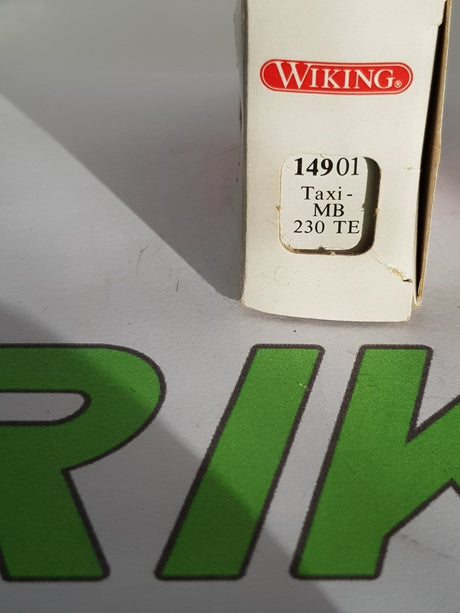 WIKING®
14901
Taxi-
MB
230 TE
RIK